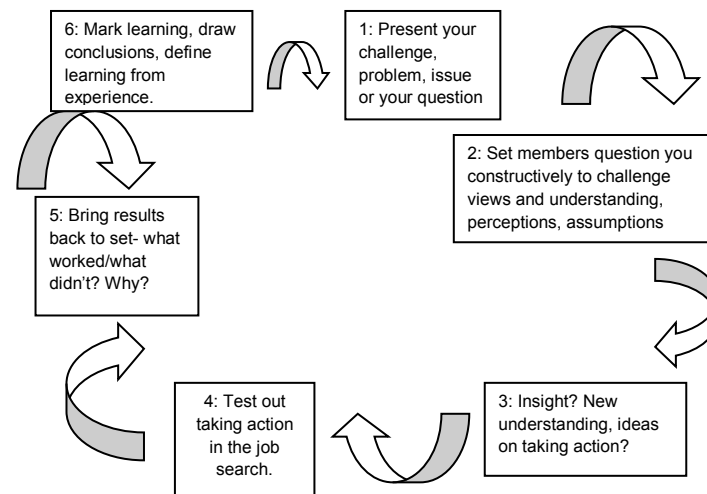 1: Present your
challenge,
problem, issue
or your question
2: Set members question you
constructively to challenge
views and understanding,
perceptions, assumptions
3: Insight? New
understanding, ideas
on taking action?
4: Test out
taking action
in the job
search.
5: Bring results
back to set- what
worked/what
didn't? Why?
6: Mark learning, draw
conclusions, define
learning from
experience.